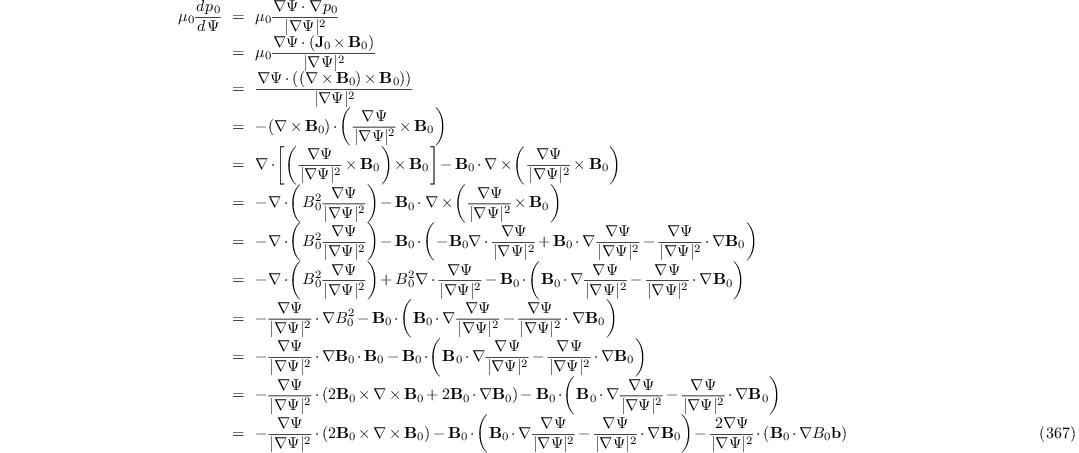 μ₀ dp₀/dΨ = μ₀ (∇Ψ · ∇p₀)/|∇Ψ|²
= μ₀ (∇Ψ · (J₀ × B₀))/|∇Ψ|²
= (∇Ψ · ((∇ × B₀) × B₀))/|∇Ψ|²
= −(∇ × B₀) · (∇Ψ/|∇Ψ|² × B₀)
= ∇ · [(∇Ψ/|∇Ψ|² × B₀) × B₀] − B₀ · ∇ × (∇Ψ/|∇Ψ|² × B₀)
= −∇ · (B₀² ∇Ψ/|∇Ψ|²) − B₀ · ∇ × (∇Ψ/|∇Ψ|² × B₀)
= −∇ · (B₀² ∇Ψ/|∇Ψ|²) − B₀ · (−B₀∇ · ∇Ψ/|∇Ψ|² + B₀ · ∇ ∇Ψ/|∇Ψ|² − ∇Ψ/|∇Ψ|² · ∇B₀)
= −∇ · (B₀² ∇Ψ/|∇Ψ|²) + B₀²∇ · ∇Ψ/|∇Ψ|² − B₀ · (B₀ · ∇ ∇Ψ/|∇Ψ|² − ∇Ψ/|∇Ψ|² · ∇B₀)
= −∇Ψ/|∇Ψ|² · ∇B₀² − B₀ · (B₀ · ∇ ∇Ψ/|∇Ψ|² − ∇Ψ/|∇Ψ|² · ∇B₀)
= −∇Ψ/|∇Ψ|² · ∇B₀ · B₀ − B₀ · (B₀ · ∇ ∇Ψ/|∇Ψ|² − ∇Ψ/|∇Ψ|² · ∇B₀)
= −∇Ψ/|∇Ψ|² · (2B₀ × ∇ × B₀ + 2B₀ · ∇B₀) − B₀ · (B₀ · ∇ ∇Ψ/|∇Ψ|² − ∇Ψ/|∇Ψ|² · ∇B₀)
= −∇Ψ/|∇Ψ|² · (2B₀ × ∇ × B₀) − B₀ · (B₀ · ∇ ∇Ψ/|∇Ψ|² − ∇Ψ/|∇Ψ|² · ∇B₀) − 2∇Ψ/|∇Ψ|² · (B₀ · ∇B₀b) (367)